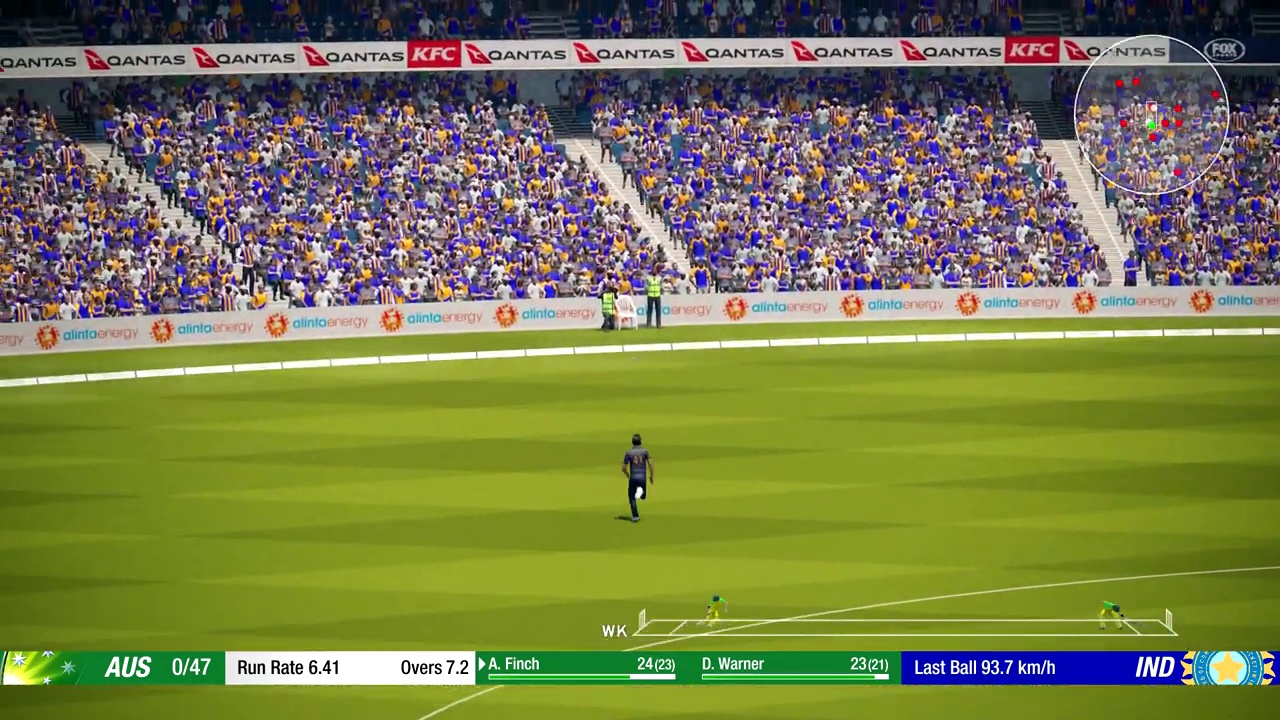 QANTAS QANTAS QANTAS QANTAS KFC QANTAS QANTAS QANTAS QANTAS QANTAS KFC QANTAS FOX
alintaenergy alintaenergy alintaenergy alintaenergy alintaenergy energy alintaenergy alintaenergy alintaenergy alintaenergy
WK
AUS 0/47 Run Rate 6.41 Overs 7.2 A. Finch 24(23) D. Warner 23(21) Last Ball 93.7 km/h IND